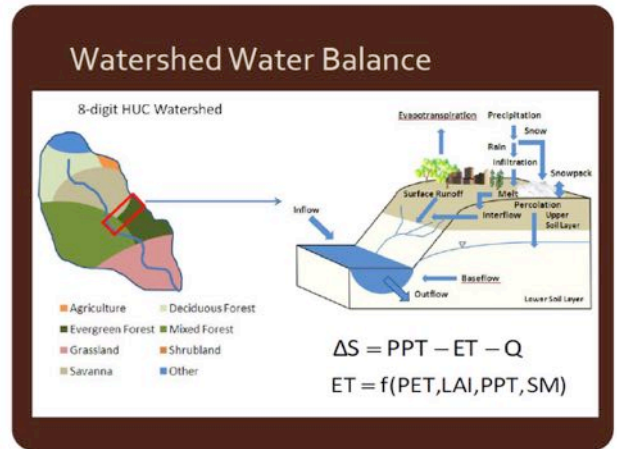 Watershed Water Balance
8-digit HUC Watershed
Agriculture
Deciduous Forest
Evergreen Forest
Mixed Forest
Grassland
Shrubland
Savanna
Other
Evapotranspiration
Precipitation
Snow
Rain
Infiltration
Snowpack
Surface Runoff
Melt
Percolation
Inflow
Interflow
Upper
Soil Layer
Baseflow
Outflow
Lower Soil Layer
ΔS = PPT − ET − Q
ET = f(PET,LAI,PPT,SM)